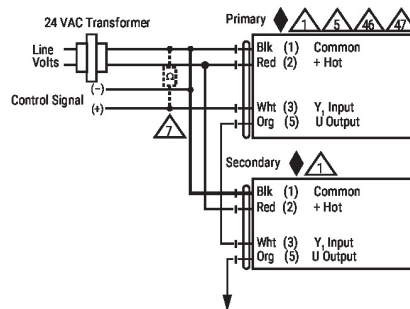 24 VAC Transformer
Primary 1 5 46 47
Line Volts
Blk (1) Common
Red (2) + Hot
(–)
Control Signal
(+)
Ω
Wht (3) Y, Input
Org (5) U Output
7
Secondary 1
Blk (1) Common
Red (2) + Hot
Wht (3) Y, Input
Org (5) U Output